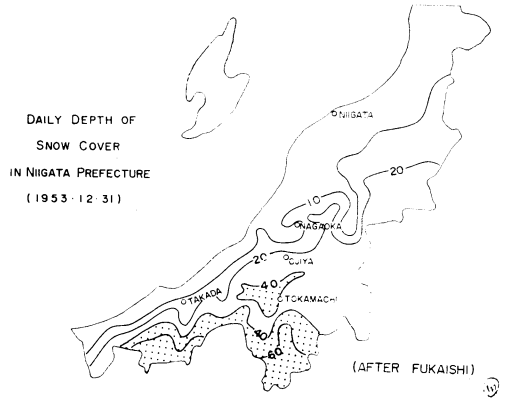 DAILY DEPTH OF
SNOW COVER
IN NIIGATA PREFECTURE
(1953·12·31)
NIIGATA
20
10
NAGAOKA
20
OJIYA
40
TAKADA
TOKAMACHI
40
60
(AFTER FUKAISHI)